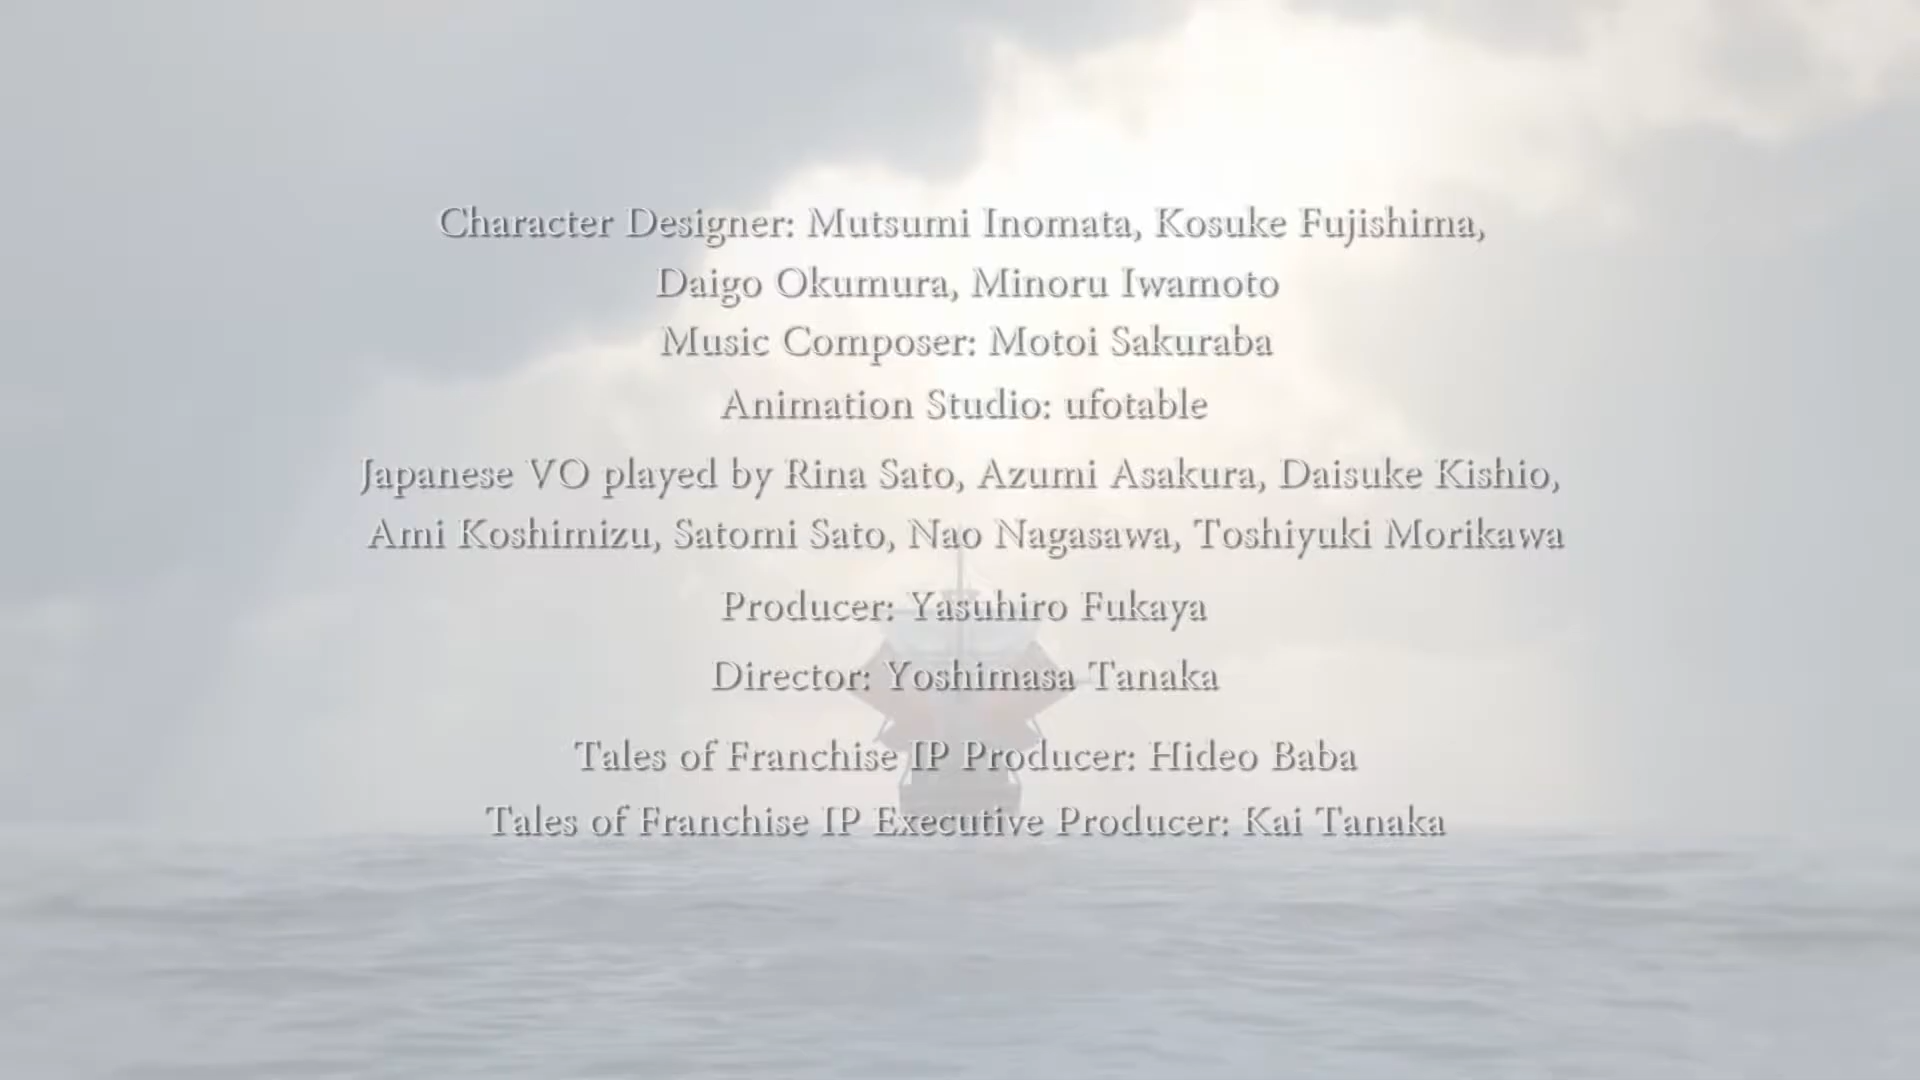 Character Designer: Mutsumi Inomata, Kosuke Fujishima,
Daigo Okumura, Minoru Iwamoto
Music Composer: Motoi Sakuraba
Animation Studio: ufotable
Japanese VO played by Rina Sato, Azumi Asakura, Daisuke Kishio,
Ami Koshimizu, Satomi Sato, Nao Nagasawa, Toshiyuki Morikawa
Producer: Yasuhiro Fukaya
Director: Yoshimasa Tanaka
Tales of Franchise IP Producer: Hideo Baba
Tales of Franchise IP Executive Producer: Kai Tanaka